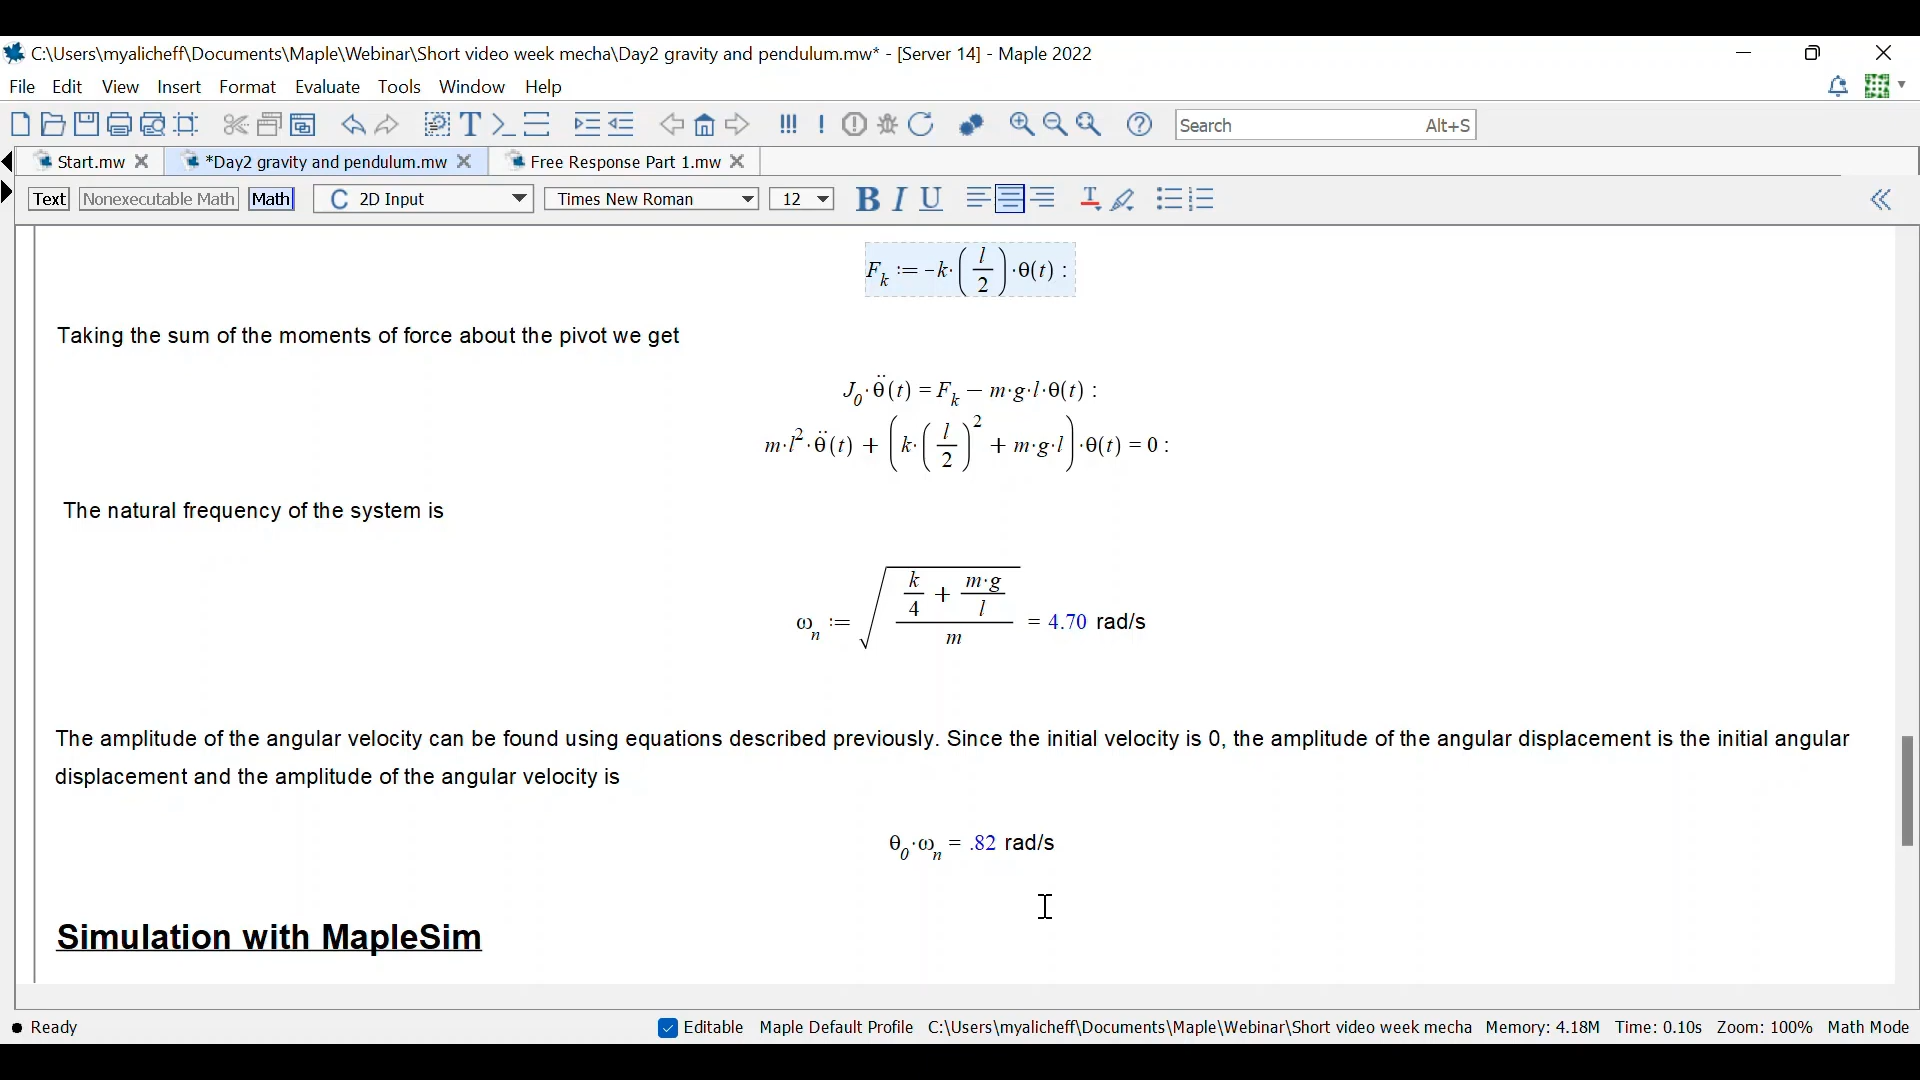 C:\Users\myalicheff\Documents\Maple\Webinar\Short video week mecha\Day2 gravity and pendulum.mw* - [Server 14] - Maple 2022
File Edit View Insert Format Evaluate Tools Window Help
Search Alt+S
Start.mw *Day2 gravity and pendulum.mw Free Response Part 1.mw
Text Nonexecutable Math Math C 2D Input Times New Roman 12 B I U
F_k := -k·(l/2)·θ(t) :
Taking the sum of the moments of force about the pivot we get
J_0·θ̈(t) = F_k − m·g·l·θ(t) :
m·l²·θ̈(t) + (k·(l/2)² + m·g·l)·θ(t) = 0 :
The natural frequency of the system is
ω_n := √((k/4 + m·g/l)/m) = 4.70 rad/s
The amplitude of the angular velocity can be found using equations described previously. Since the initial velocity is 0, the amplitude of the angular displacement is the initial angular
displacement and the amplitude of the angular velocity is
θ_0·ω_n = .82 rad/s
Simulation with MapleSim
Ready Editable Maple Default Profile C:\Users\myalicheff\Documents\Maple\Webinar\Short video week mecha Memory: 4.18M Time: 0.10s Zoom: 100% Math Mode